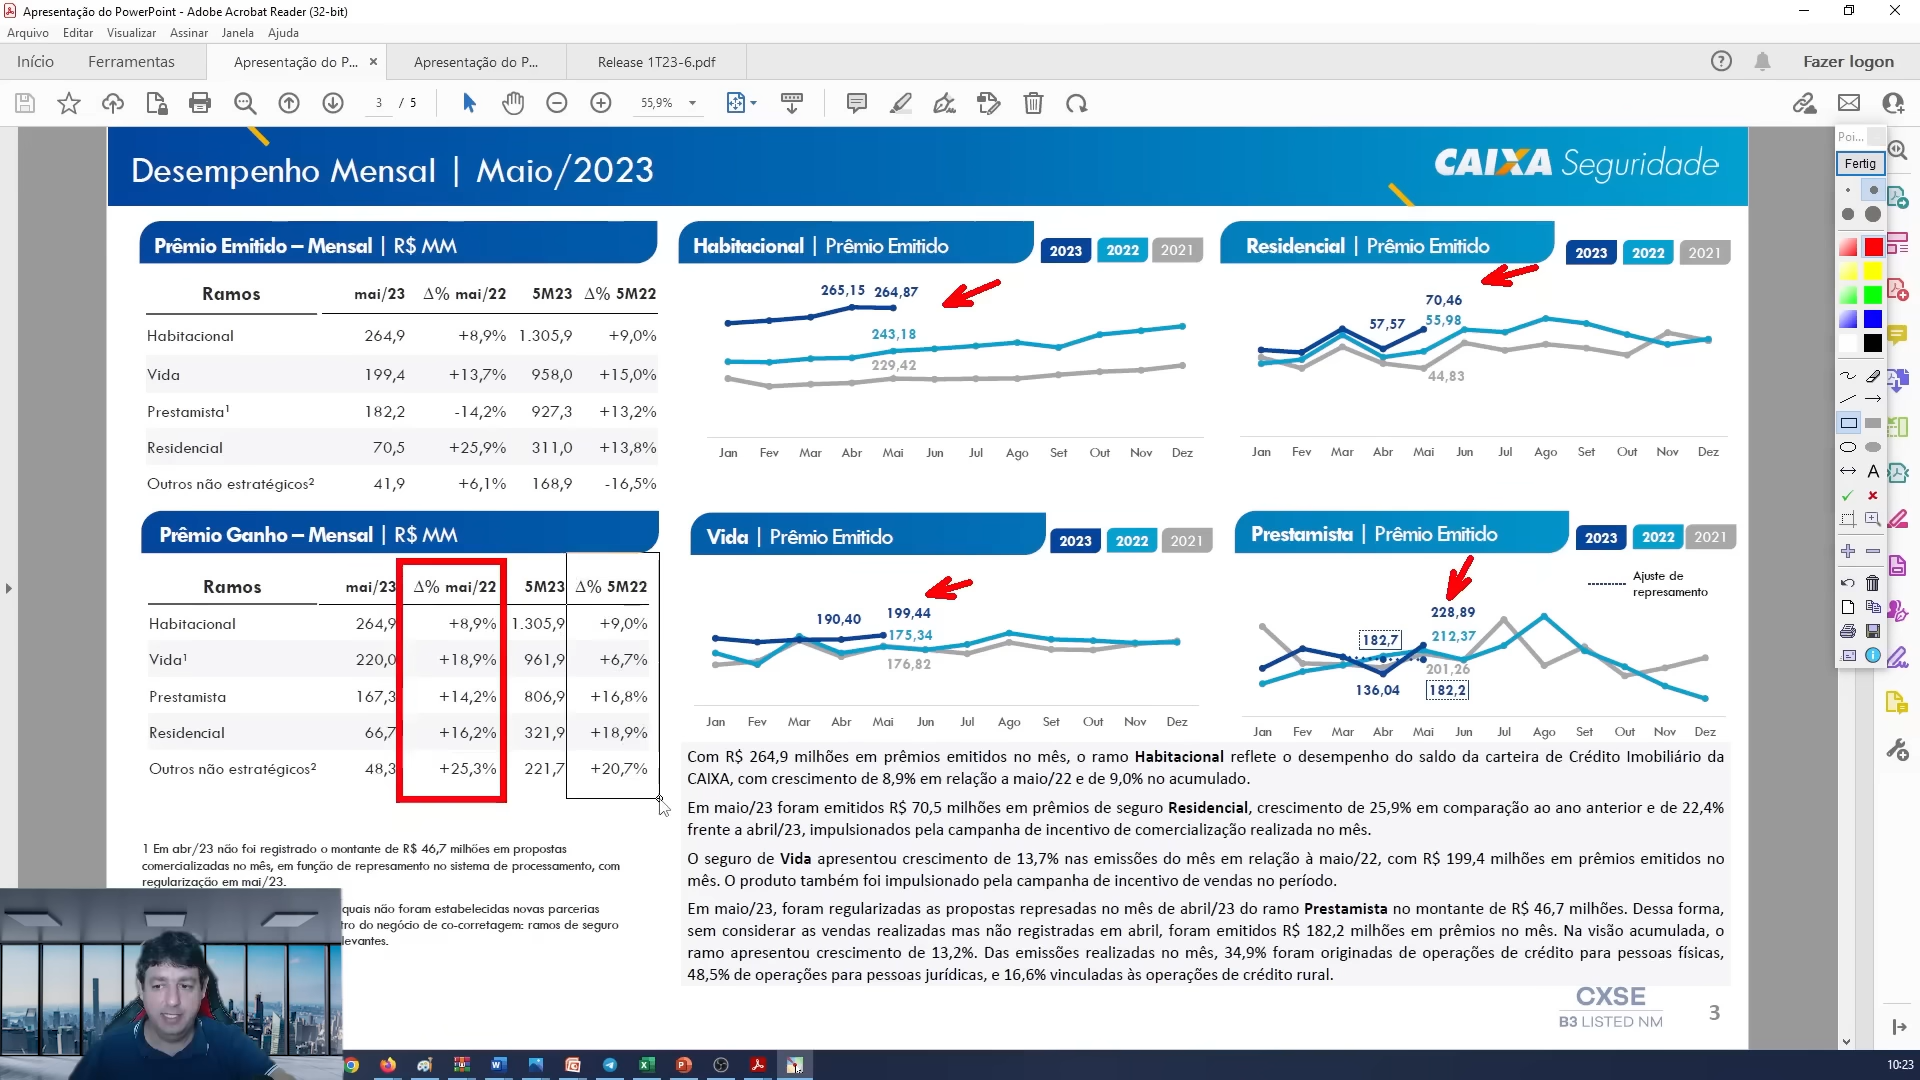 Apresentação do PowerPoint - Adobe Acrobat Reader (32-bit)
Arquivo Editar Visualizar Assinar Janela Ajuda
Início Ferramentas Apresentação do P... × Apresentação do P... Release 1T23-6.pdf Fazer logon
3 / 5 55,9%
Poi...
Fertig
Desempenho Mensal | Maio/2023
CAIXA Seguridade
Prêmio Emitido – Mensal | R$ MM
Ramos mai/23 Δ% mai/22 5M23 Δ% 5M22
Habitacional 264,9 +8,9% 1.305,9 +9,0%
Vida 199,4 +13,7% 958,0 +15,0%
Prestamista¹ 182,2 -14,2% 927,3 +13,2%
Residencial 70,5 +25,9% 311,0 +13,8%
Outros não estratégicos² 41,9 +6,1% 168,9 -16,5%
Habitacional | Prêmio Emitido
2023 2022 2021
265,15 264,87
243,18
229,42
Jan Fev Mar Abr Mai Jun Jul Ago Set Out Nov Dez
Residencial | Prêmio Emitido
2023 2022 2021
70,46
57,57 55,98
44,83
Jan Fev Mar Abr Mai Jun Jul Ago Set Out Nov Dez
Prêmio Ganho – Mensal | R$ MM
Ramos mai/23 Δ% mai/22 5M23 Δ% 5M22
Habitacional 264,9 +8,9% 1.305,9 +9,0%
Vida¹ 220,0 +18,9% 961,9 +6,7%
Prestamista 167,3 +14,2% 806,9 +16,8%
Residencial 66,7 +16,2% 321,9 +18,9%
Outros não estratégicos² 48,3 +25,3% 221,7 +20,7%
Vida | Prêmio Emitido
2023 2022 2021
190,40 199,44
175,34
176,82
Jan Fev Mar Abr Mai Jun Jul Ago Set Out Nov Dez
Prestamista | Prêmio Emitido
2023 2022 2021
Ajuste de
represamento
228,89
182,7 212,37
201,26
136,04 182,2
Jan Fev Mar Abr Mai Jun Jul Ago Set Out Nov Dez
1 Em abr/23 não foi registrado o montante de R$ 46,7 milhões em propostas
comercializadas no mês, em função de represamento no sistema de processamento, com
regularização em mai/23.
quais não foram estabelecidas novas parcerias
tro do negócio de co-corretagem: ramos de seguro
levantes.
Com R$ 264,9 milhões em prêmios emitidos no mês, o ramo Habitacional reflete o desempenho do saldo da carteira de Crédito Imobiliário da
CAIXA, com crescimento de 8,9% em relação a maio/22 e de 9,0% no acumulado.
Em maio/23 foram emitidos R$ 70,5 milhões em prêmios de seguro Residencial, crescimento de 25,9% em comparação ao ano anterior e de 22,4%
frente a abril/23, impulsionados pela campanha de incentivo de comercialização realizada no mês.
O seguro de Vida apresentou crescimento de 13,7% nas emissões do mês em relação à maio/22, com R$ 199,4 milhões em prêmios emitidos no
mês. O produto também foi impulsionado pela campanha de incentivo de vendas no período.
Em maio/23, foram regularizadas as propostas represadas no mês de abril/23 do ramo Prestamista no montante de R$ 46,7 milhões. Dessa forma,
sem considerar as vendas realizadas mas não registradas em abril, foram emitidos R$ 182,2 milhões em prêmios no mês. Na visão acumulada, o
ramo apresentou crescimento de 13,2%. Das emissões realizadas no mês, 34,9% foram originadas de operações de crédito para pessoas físicas,
48,5% de operações para pessoas jurídicas, e 16,6% vinculadas às operações de crédito rural.
CXSE
B3 LISTED NM
3
10:23